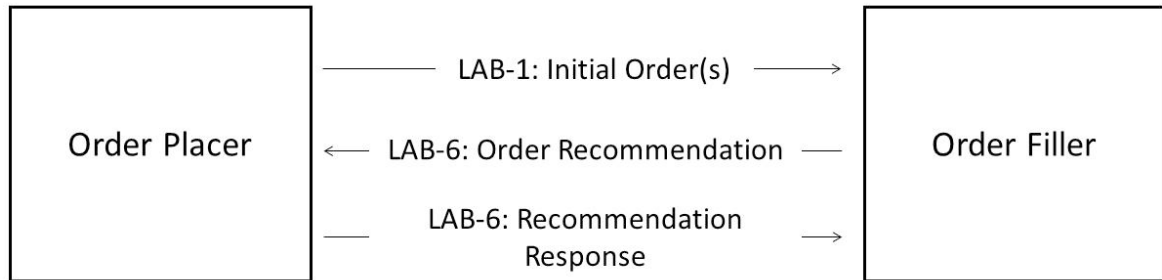 LAB-1: Initial Order(s)
Order Placer
LAB-6: Order Recommendation
Order Filler
LAB-6: Recommendation
Response